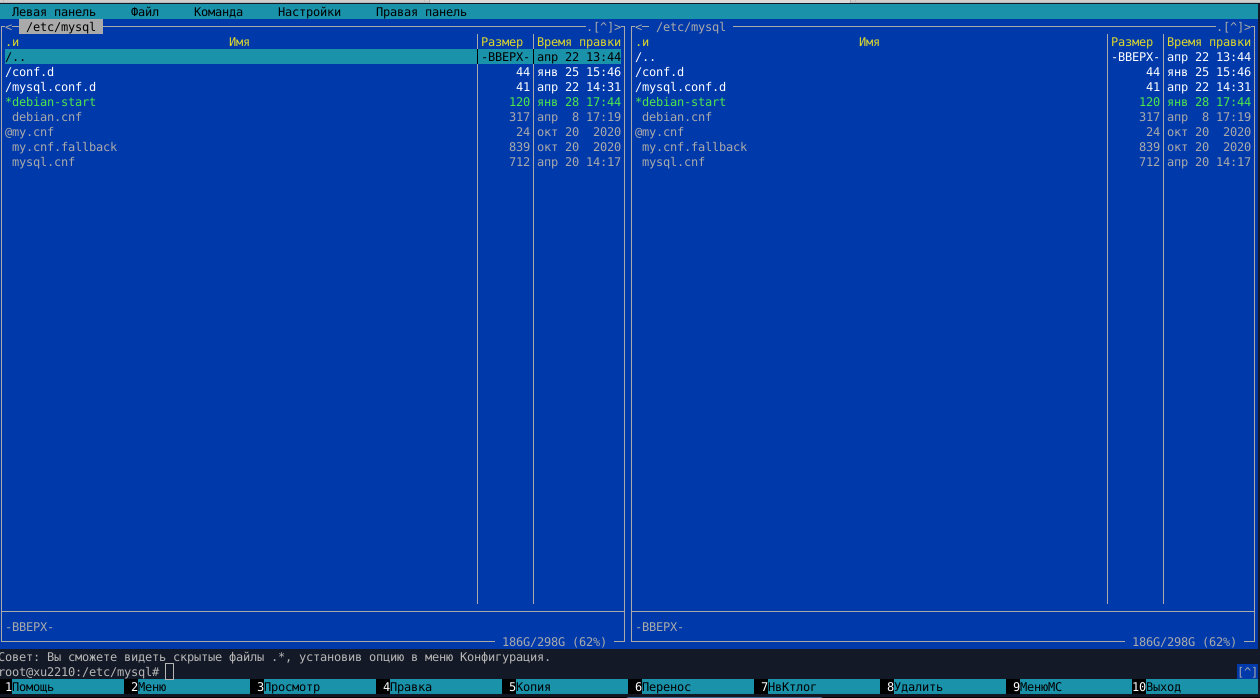 Левая панель Файл Команда Настройки Правая панель
<─ /etc/mysql .[^]> <─ /etc/mysql .[^]>
.и Имя Размер Время правки .и Имя Размер Время правки
/.. -ВВЕРХ- апр 22 13:44 /.. -ВВЕРХ- апр 22 13:44
/conf.d 44 янв 25 15:46 /conf.d 44 янв 25 15:46
/mysql.conf.d 41 апр 22 14:31 /mysql.conf.d 41 апр 22 14:31
*debian-start 120 янв 28 17:44 *debian-start 120 янв 28 17:44
debian.cnf 317 апр 8 17:19 debian.cnf 317 апр 8 17:19
@my.cnf 24 окт 20 2020 @my.cnf 24 окт 20 2020
my.cnf.fallback 839 окт 20 2020 my.cnf.fallback 839 окт 20 2020
mysql.cnf 712 апр 20 14:17 mysql.cnf 712 апр 20 14:17
-ВВЕРХ- -ВВЕРХ-
186G/298G (62%) 186G/298G (62%)
Совет: Вы сможете видеть скрытые файлы .*, установив опцию в меню Конфигурация.
root@xu2210:/etc/mysql# [^]
1Помощь 2Меню 3Просмотр 4Правка 5Копия 6Перенос 7НвКтлог 8Удалить 9МенюMC 10Выход